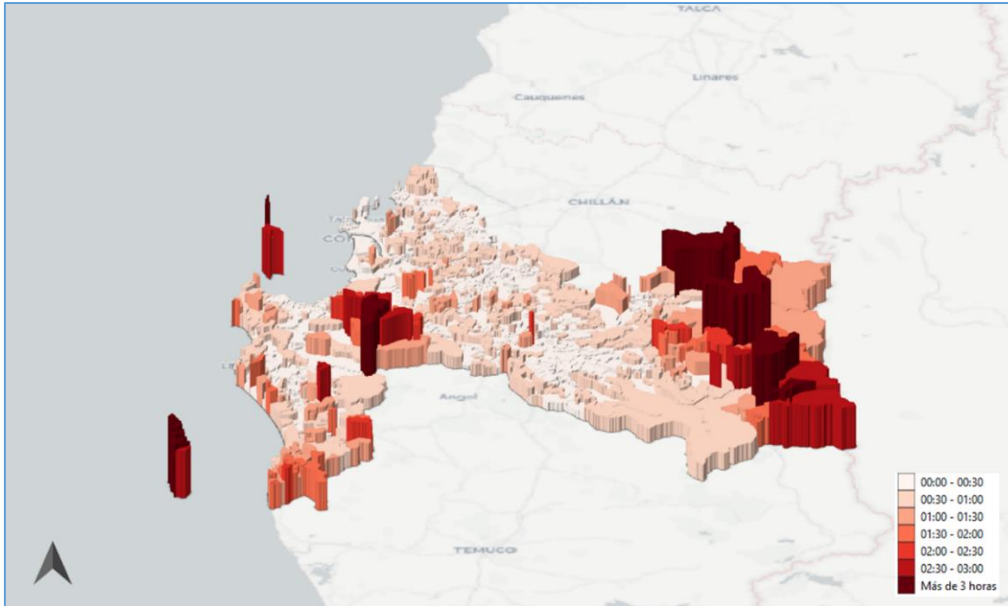 TALCA
Linares
Cauquenes
CHILLÁN
Angol
TEMUCO
00:00 - 00:30
00:30 - 01:00
01:00 - 01:30
01:30 - 02:00
02:00 - 02:30
02:30 - 03:00
Más de 3 horas